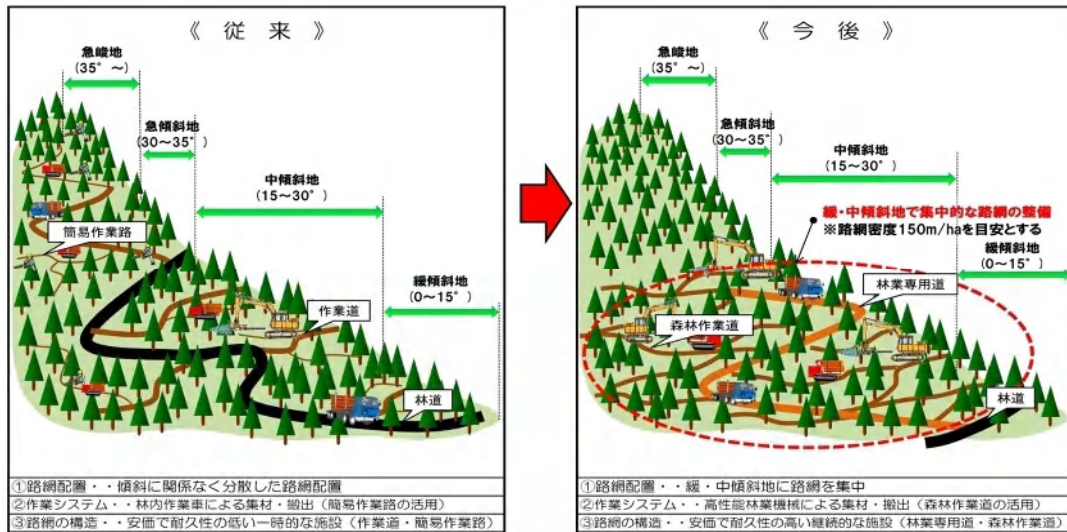 《 従 来 》
急峻地
(35°～)
急傾斜地
(30～35°)
中傾斜地
(15～30°)
緩傾斜地
(0～15°)
簡易作業路
作業道
林道
①路網配置・・傾斜に関係なく分散した路網配置
②作業システム・・林内作業車による集材・搬出（簡易作業路の活用）
③路網の構造・・安価で耐久性の低い一時的な施設（作業道・簡易作業路）
《 今 後 》
急峻地
(35°～)
急傾斜地
(30～35°)
中傾斜地
(15～30°)
緩・中傾斜地で集中的な路網の整備
※路網密度150m/haを目安とする
緩傾斜地
(0～15°)
林業専用道
森林作業道
林道
①路網配置・・緩・中傾斜地に路網を集中
②作業システム・・高性能林業機械による集材・搬出（森林作業道の活用）
③路網の構造・・安価で耐久性の高い継続的な施設（林業専用道・森林作業道）